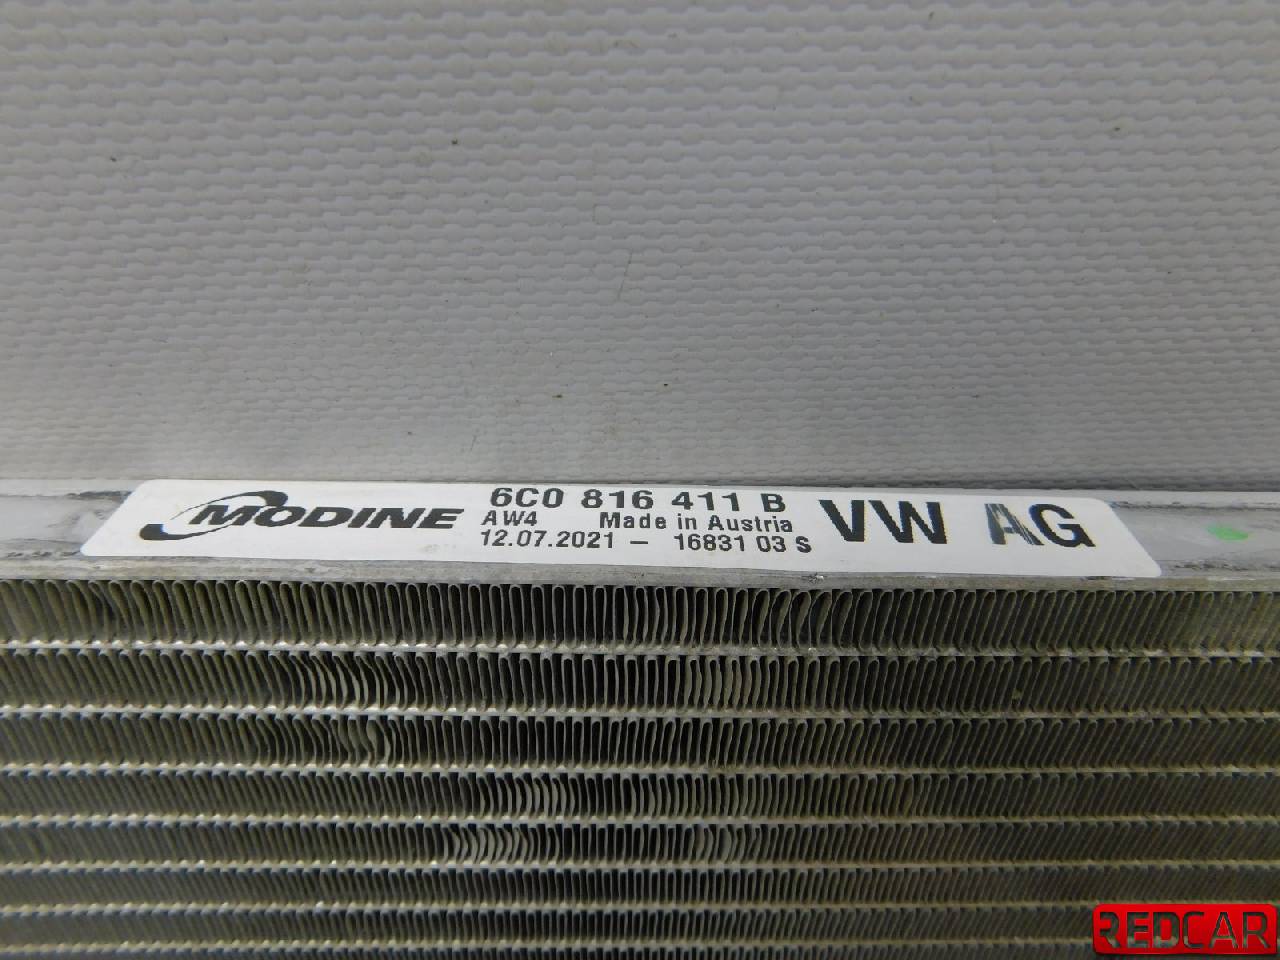 MODINE
6C0 816 411 B
AW4 Made in Austria
12.07.2021 - 16831 03 S
VW AG
REDCAR